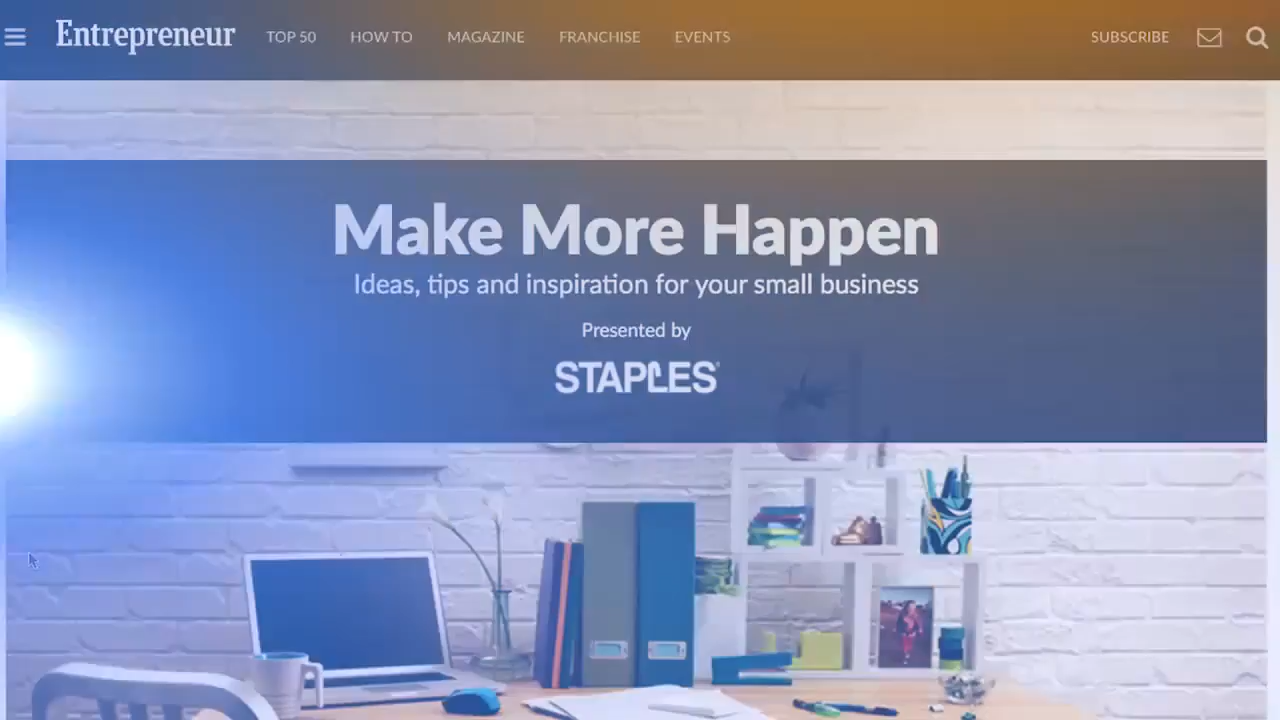 Entrepreneur TOP 50 HOW TO MAGAZINE FRANCHISE EVENTS SUBSCRIBE
Make More Happen
Ideas, tips and inspiration for your small business
Presented by
STAPLES